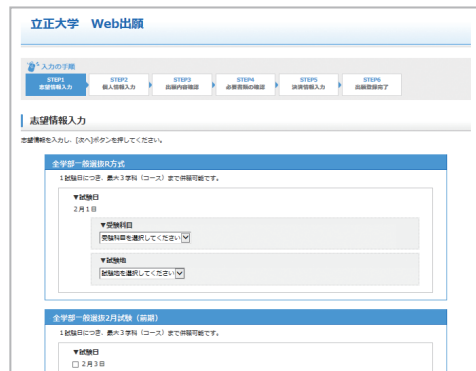 立正大学　Web出願
入力の手順
STEP1 STEP2 STEP3 STEP4 STEP5 STEP6
志望情報入力 個人情報入力 出願内容確認 必要書類の確認 決済情報入力 出願登録完了
志望情報入力
志望情報を入力し、[次へ]ボタンを押してください。
全学部一般選抜R方式
1試験日につき、最大3学科（コース）まで併願可能です。
▼試験日
2月1日
▼受験科目
受験科目を選択してください
▼試験地
試験地を選択してください
全学部一般選抜2月試験（前期）
1試験日につき、最大3学科（コース）まで併願可能です。
▼試験日
2月3日